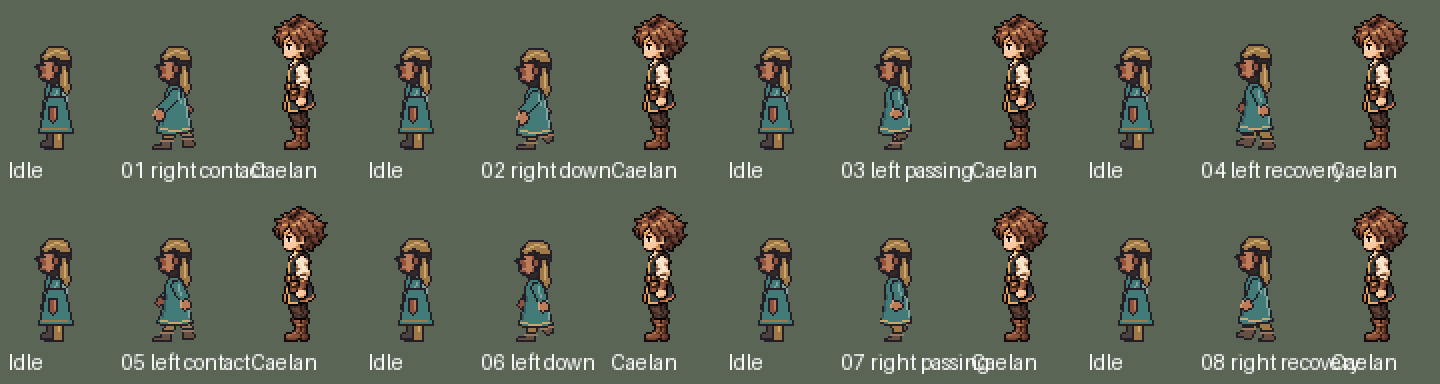 Idle 01 right contact Caelan Idle 02 right down Caelan Idle 03 left passing Caelan Idle 04 left recovery Caelan
Idle 05 left contact Caelan Idle 06 left down Caelan Idle 07 right passing Caelan Idle 08 right recovery Caelan